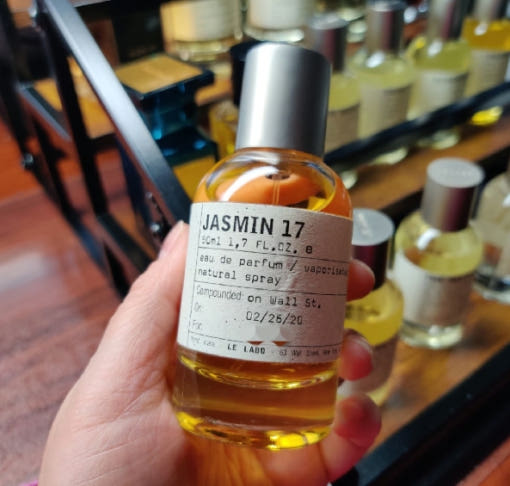 JASMIN 17
50ml 1,7 FL.OZ. e
eau de parfum / vaporisateur
natural spray
Compounded on Wall St.
On: 02/26/20
For:
LE LABO